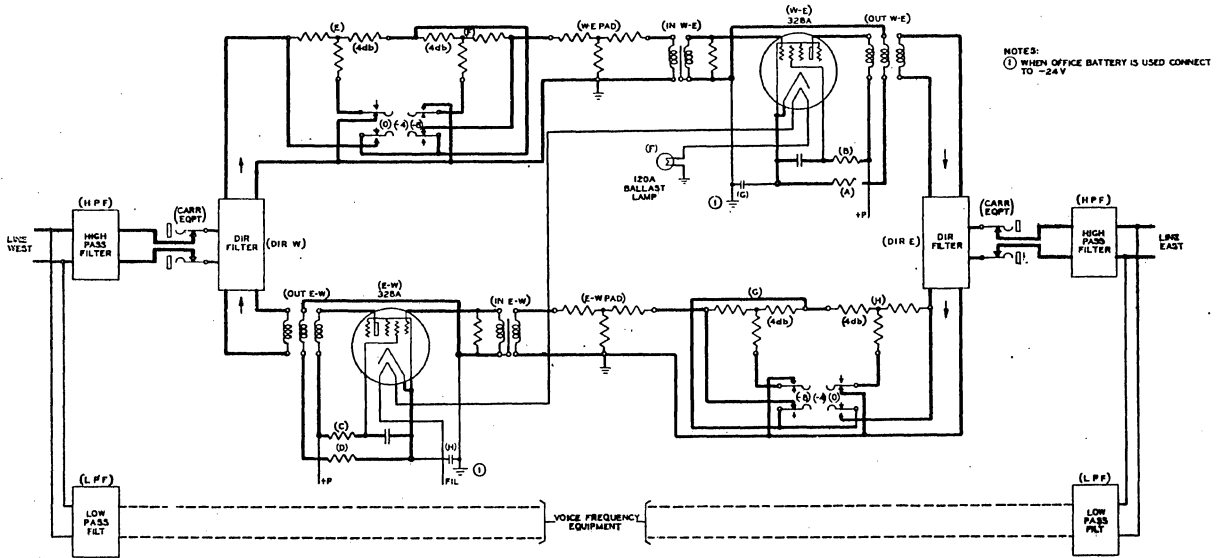 (E)
(4db)
(4db)
(F)
(W-E PAD)
(IN W-E)
(W-E)
328A
(OUT W-E)
NOTES:
① WHEN OFFICE BATTERY IS USED CONNECT
TO -24V
(0) (-4) (-8)
(F)
120A
BALLAST
LAMP
(B)
(A)
(G)
①
+P
(HPF)
HIGH
PASS
FILTER
(CARR
EQPT)
LINE
WEST
DIR
FILTER
(DIR W)
(DIR E)
DIR
FILTER
(CARR
EQPT)
(HPF)
HIGH
PASS
FILTER
LINE
EAST
(OUT E-W)
(E-W)
328A
(IN E-W)
(E-W PAD)
(G)
(4db)
(4db)
(H)
(-8) (-4) (0)
(C)
(D)
(H)
①
+P
FIL
(LPF)
LOW
PASS
FILT
VOICE FREQUENCY
EQUIPMENT
(LPF)
LOW
PASS
FILT